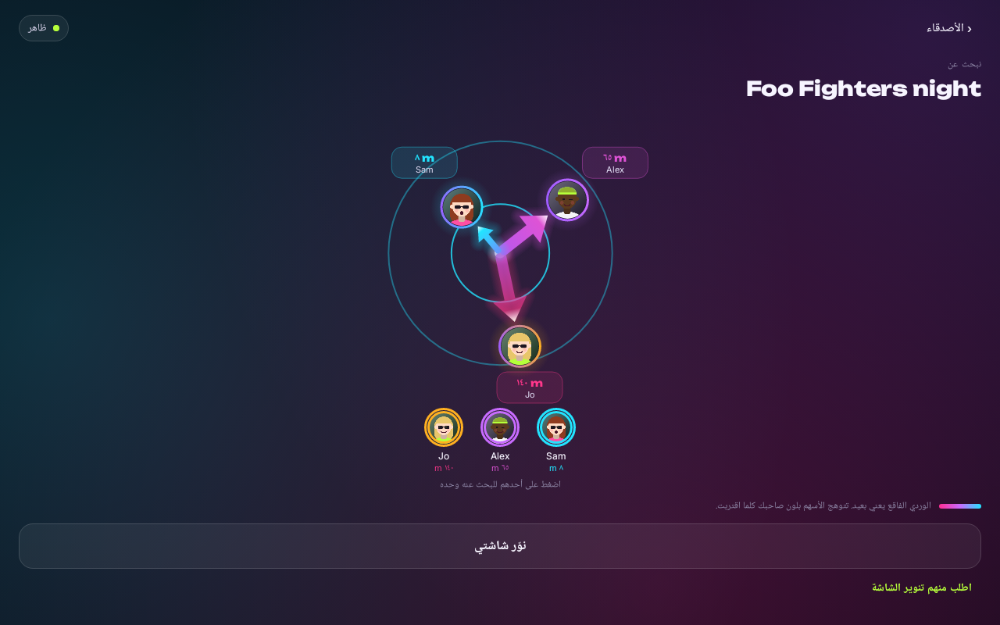 ‹ الأصدقاء
ظاهر
نبحث عن
Foo Fighters night
٨ m
Sam
٦٥ m
Alex
١٤٠ m
Jo
Sam
Alex
Jo
٨ m
٦٥ m
١٤٠ m
اضغط على أحدهم للبحث عنه وحده
الوردي الفاقع يعني بعيد. تتوهج الأسهم بلون صاحبك كلما اقتربت.
نوّر شاشتي
اطلب منهم تنوير الشاشة